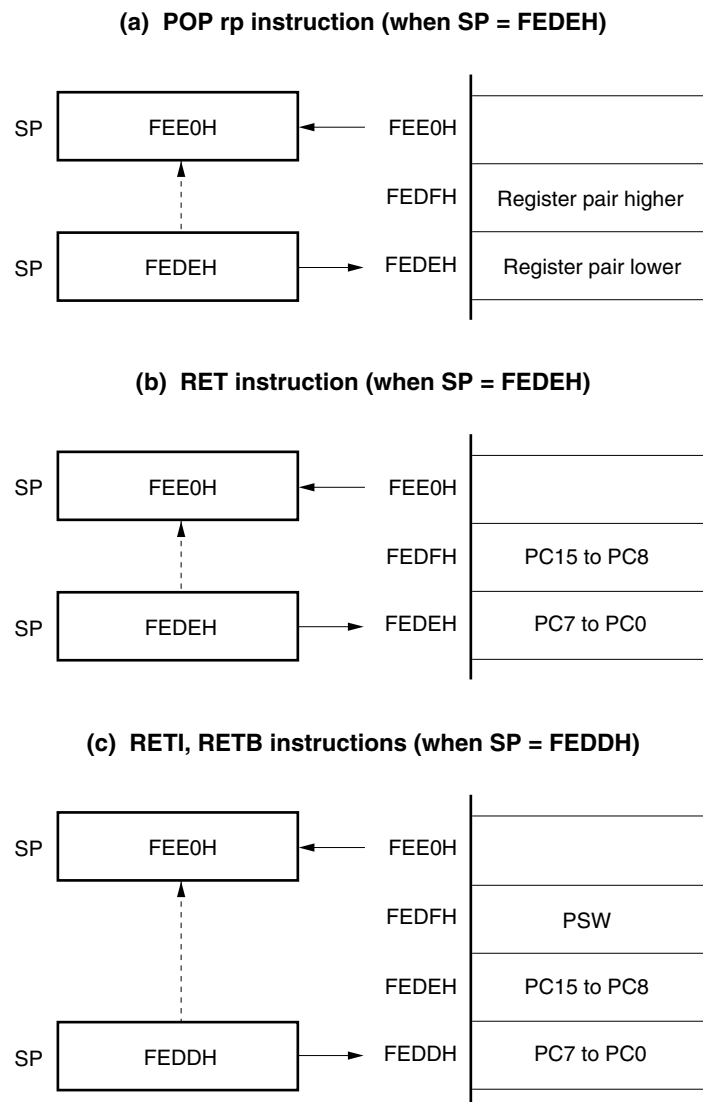 (a) POP rp instruction (when SP = FEDEH)
SP FEE0H FEE0H
FEDFH Register pair higher
SP FEDEH FEDEH Register pair lower
(b) RET instruction (when SP = FEDEH)
SP FEE0H FEE0H
FEDFH PC15 to PC8
SP FEDEH FEDEH PC7 to PC0
(c) RETI, RETB instructions (when SP = FEDDH)
SP FEE0H FEE0H
FEDFH PSW
FEDEH PC15 to PC8
SP FEDDH FEDDH PC7 to PC0